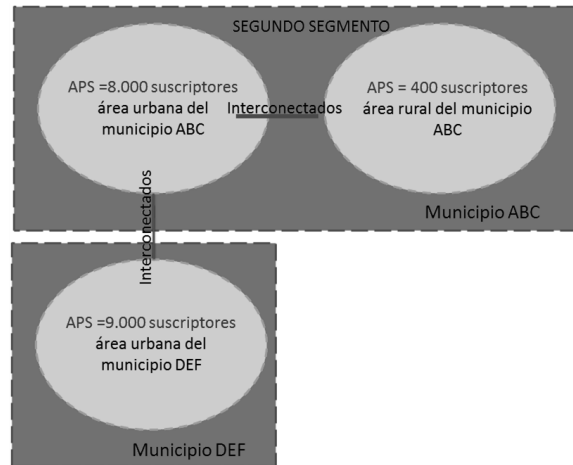 SEGUNDO SEGMENTO
APS =8.000 suscriptores
área urbana del
municipio ABC
Interconectados
APS = 400 suscriptores
área rural del municipio
ABC
Municipio ABC
Interconectados
APS =9.000 suscriptores
área urbana del
municipio DEF
Municipio DEF